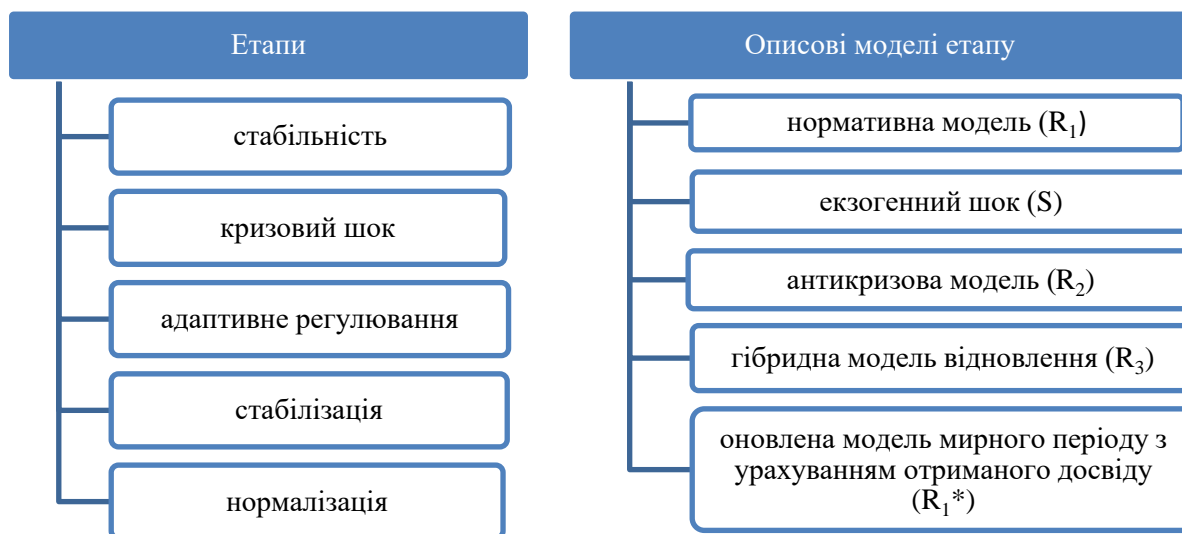 Етапи
стабільність
кризовий шок
адаптивне регулювання
стабілізація
нормалізація
Описові моделі етапу
нормативна модель (R₁)
екзогенний шок (S)
антикризова модель (R₂)
гібридна модель відновлення (R₃)
оновлена модель мирного періоду з
урахуванням отриманого досвіду
(R₁*)